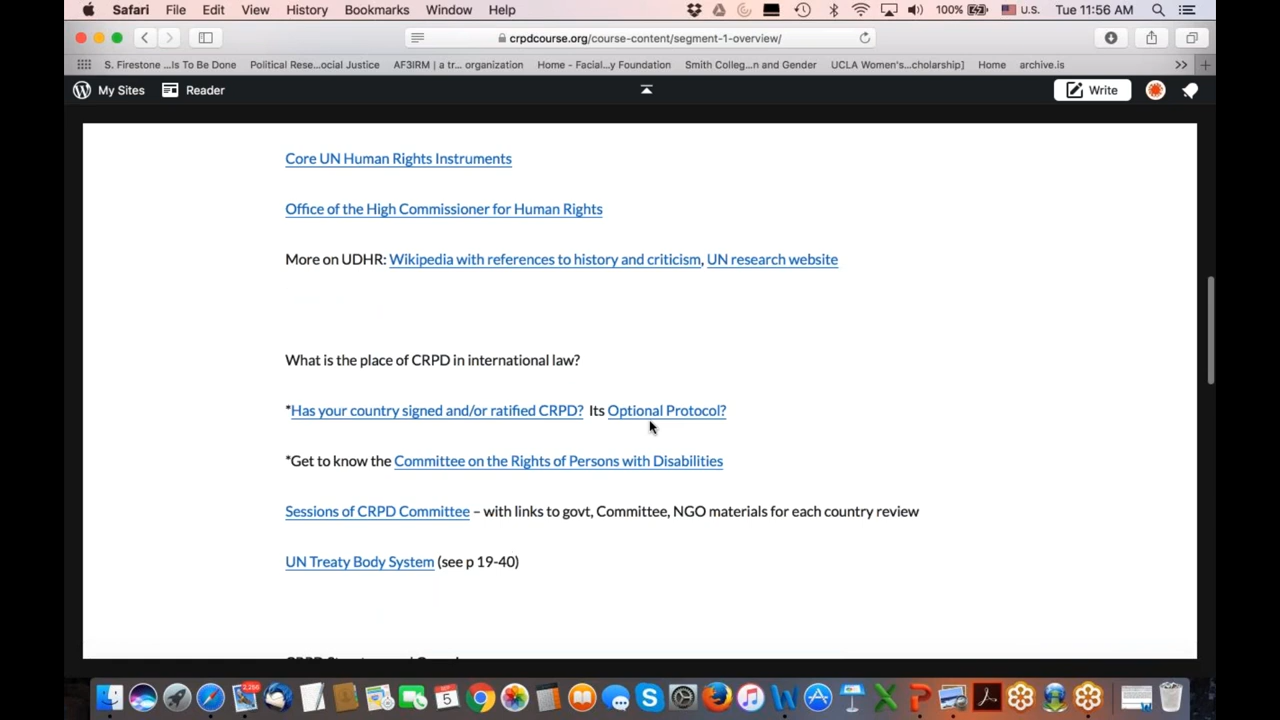 Safari File Edit View History Bookmarks Window Help 100% U.S. Tue 11:56 AM
crpdcourse.org/course-content/segment-1-overview/
S. Firestone ...Is To Be Done Political Rese...ocial Justice AF3IRM | a tr... organization Home - Facial...y Foundation Smith Colleg...n and Gender UCLA Women's...cholarship] Home archive.is
My Sites Reader Write
Core UN Human Rights Instruments
Office of the High Commissioner for Human Rights
More on UDHR: Wikipedia with references to history and criticism, UN research website
What is the place of CRPD in international law?
*Has your country signed and/or ratified CRPD? Its Optional Protocol?
*Get to know the Committee on the Rights of Persons with Disabilities
Sessions of CRPD Committee – with links to govt, Committee, NGO materials for each country review
UN Treaty Body System (see p 19-40)